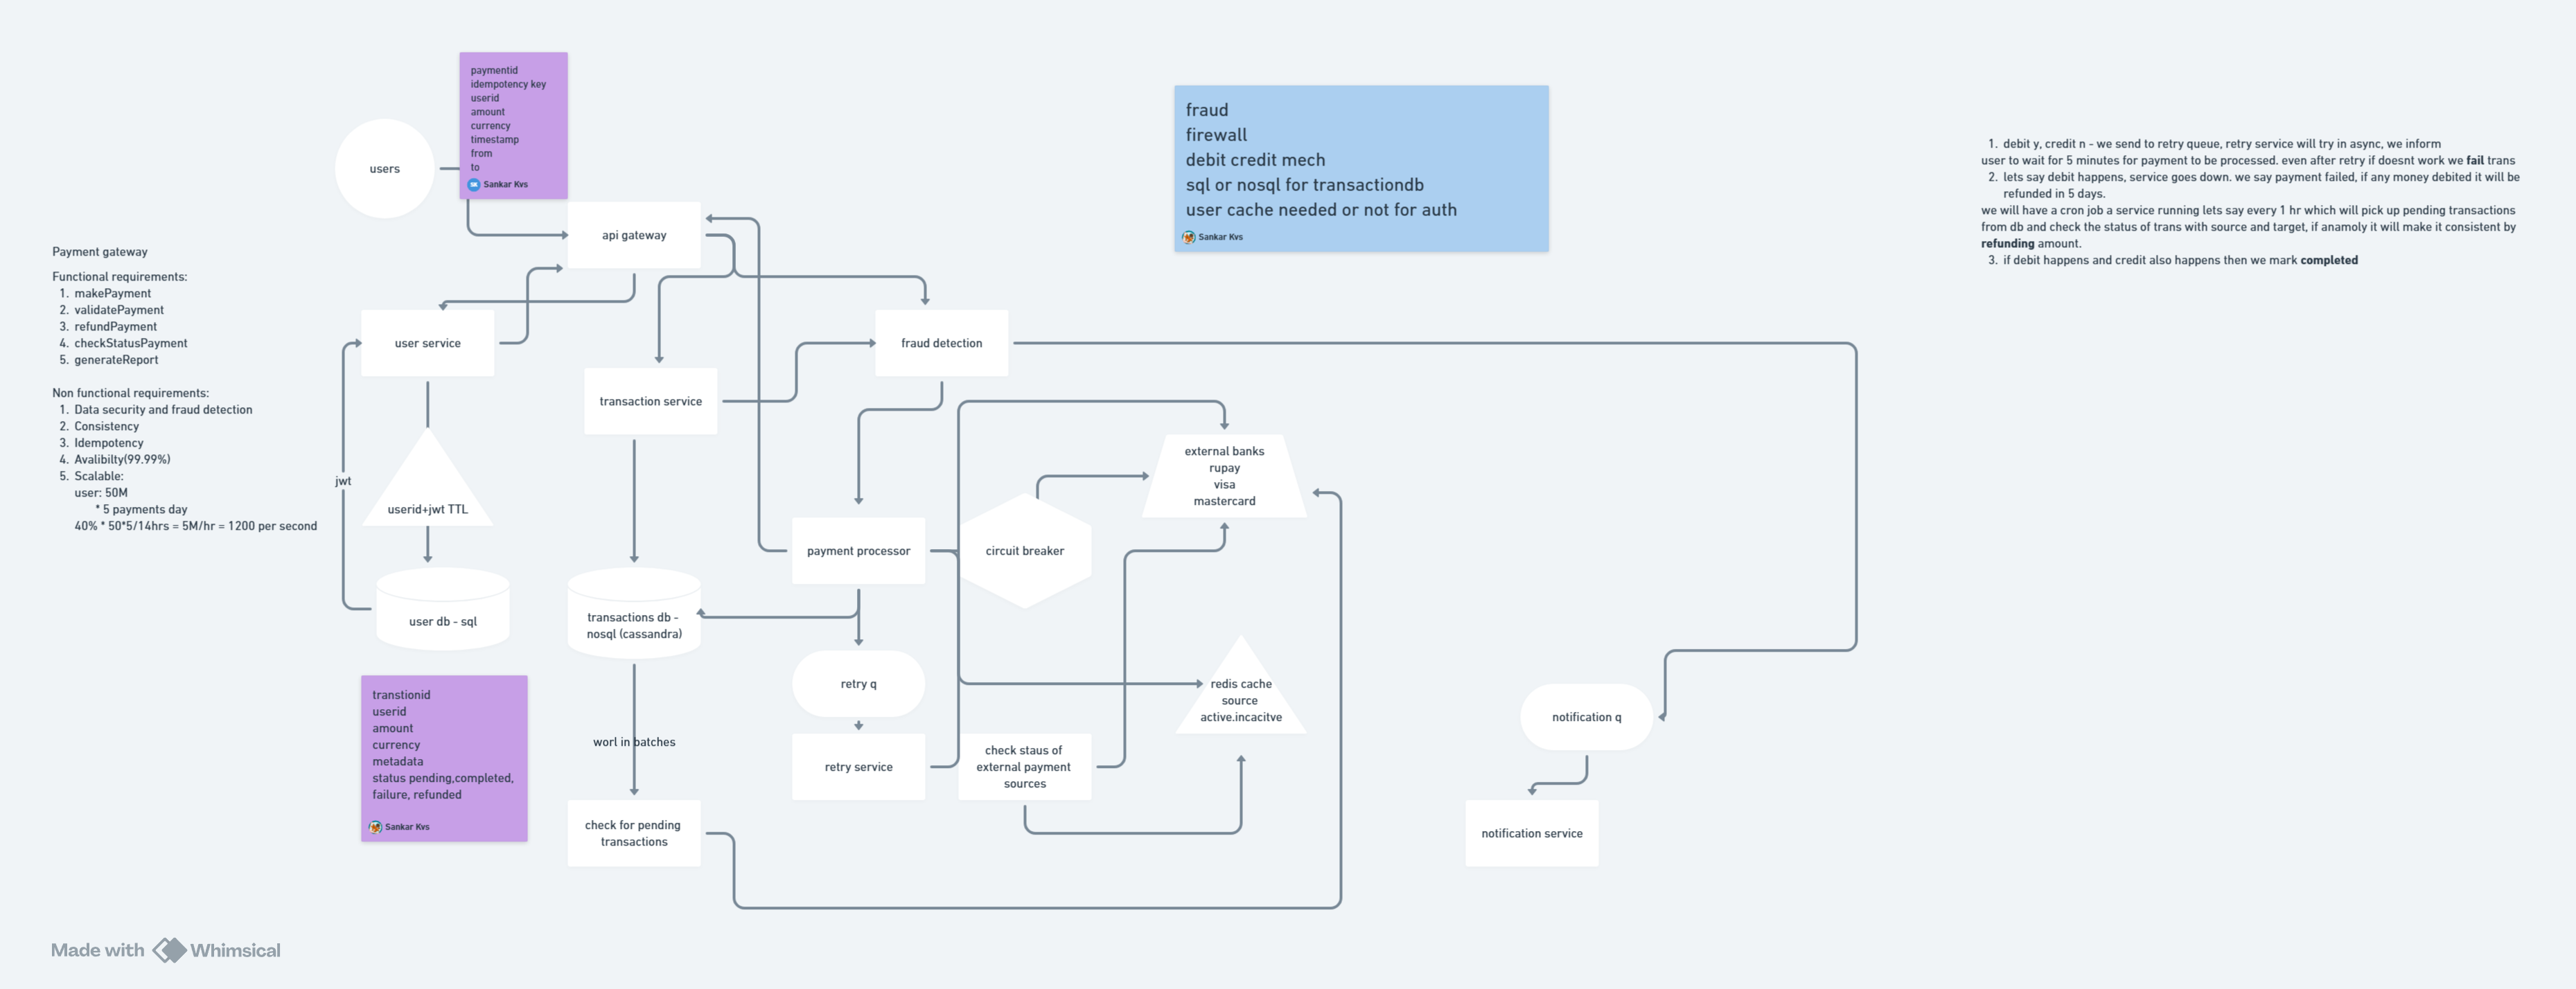 paymentid
idempotency key
userid
amount
currency
timestamp
from
to
SK Sankar Kvs
users
api gateway
fraud
firewall
debit credit mech
sql or nosql for transactiondb
user cache needed or not for auth
Sankar Kvs
1. debit y, credit n - we send to retry queue, retry service will try in async, we inform
user to wait for 5 minutes for payment to be processed. even after retry if doesnt work we fail trans
2. lets say debit happens, service goes down. we say payment failed, if any money debited it will be
refunded in 5 days.
we will have a cron job a service running lets say every 1 hr which will pick up pending transactions
from db and check the status of trans with source and target, if anamoly it will make it consistent by
refunding amount.
3. if debit happens and credit also happens then we mark completed
Payment gateway
Functional requirements:
1. makePayment
2. validatePayment
3. refundPayment
4. checkStatusPayment
5. generateReport
Non functional requirements:
1. Data security and fraud detection
2. Consistency
3. Idempotency
4. Avalibilty(99.99%)
5. Scalable:
user: 50M
* 5 payments day
40% * 50*5/14hrs = 5M/hr = 1200 per second
user service
jwt
userid+jwt TTL
user db - sql
transaction service
fraud detection
payment processor
circuit breaker
external banks
rupay
visa
mastercard
transactions db -
nosql (cassandra)
retry q
retry service
redis cache
source
active.incacitve
check staus of
external payment
sources
worl in batches
check for pending
transactions
notification q
notification service
transtionid
userid
amount
currency
metadata
status pending,completed,
failure, refunded
Sankar Kvs
Made with Whimsical